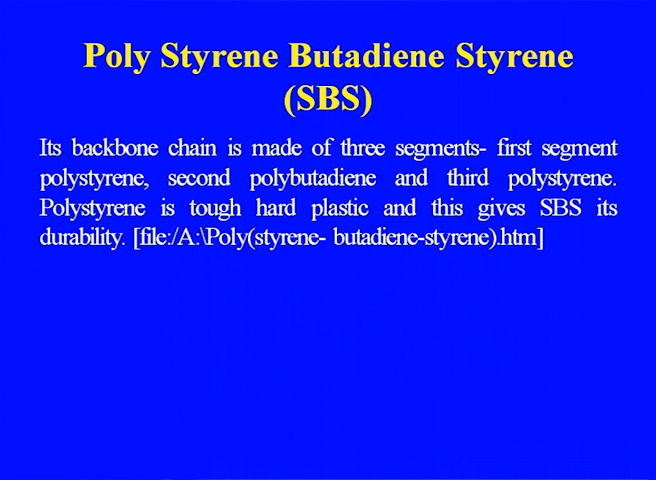 Poly Styrene Butadiene Styrene
(SBS)
Its backbone chain is made of three segments- first segment
polystyrene, second polybutadiene and third polystyrene.
Polystyrene is tough hard plastic and this gives SBS its
durability. [file:/A:\Poly(styrene- butadiene-styrene).htm]